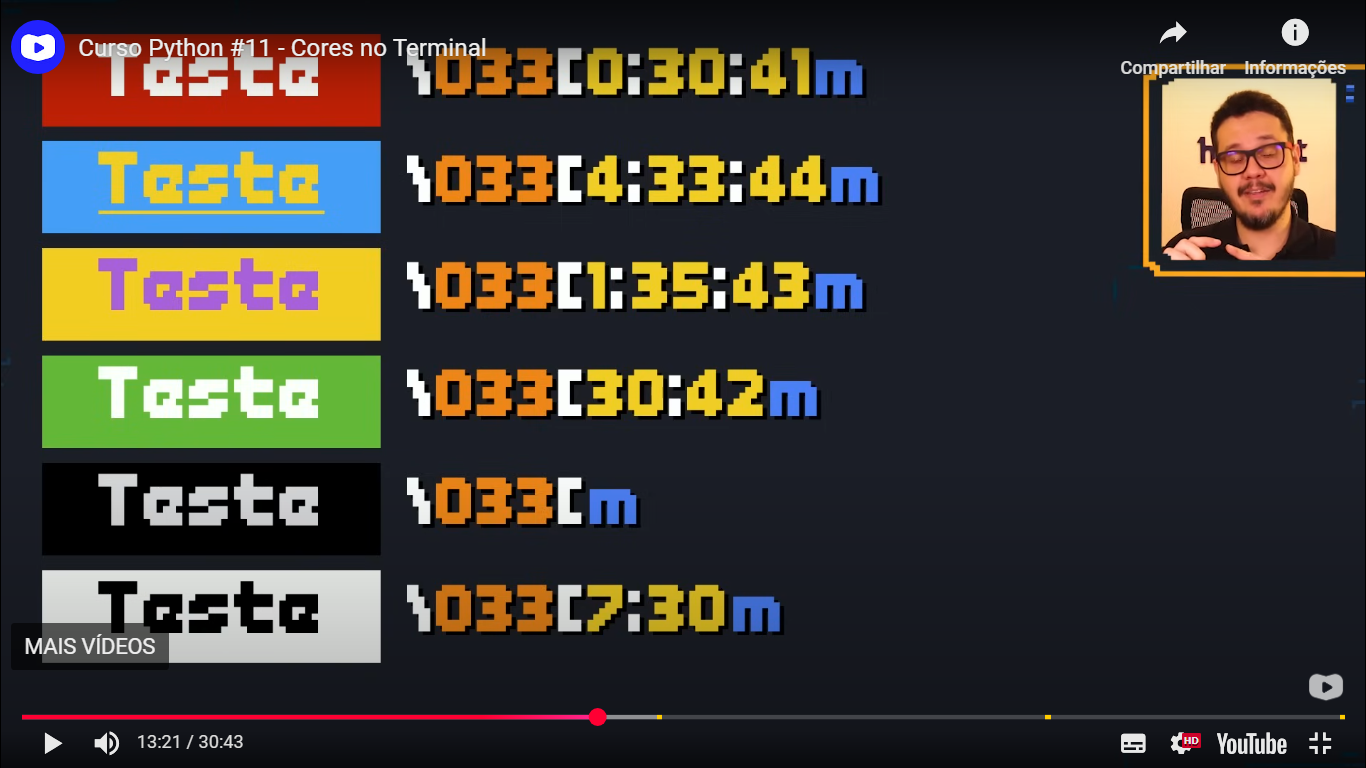 Curso Python #11 - Cores no Terminal
Compartilhar Informações
Teste \033[0:30:41m
Teste \033[4:33:44m
Teste \033[1:35:43m
Teste \033[30:42m
Teste \033[m
Teste \033[7:30m
MAIS VÍDEOS
13:21 / 30:43
HD YouTube